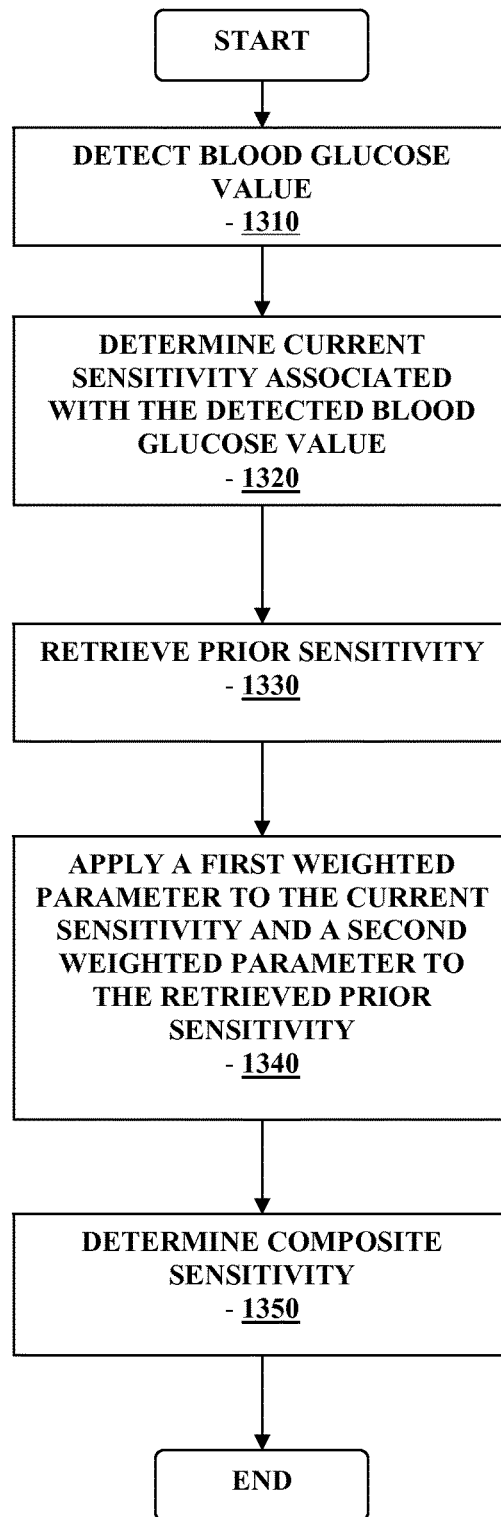 START
DETECT BLOOD GLUCOSE
VALUE
- 1310
DETERMINE CURRENT
SENSITIVITY ASSOCIATED
WITH THE DETECTED BLOOD
GLUCOSE VALUE
- 1320
RETRIEVE PRIOR SENSITIVITY
- 1330
APPLY A FIRST WEIGHTED
PARAMETER TO THE CURRENT
SENSITIVITY AND A SECOND
WEIGHTED PARAMETER TO
THE RETRIEVED PRIOR
SENSITIVITY
- 1340
DETERMINE COMPOSITE
SENSITIVITY
- 1350
END